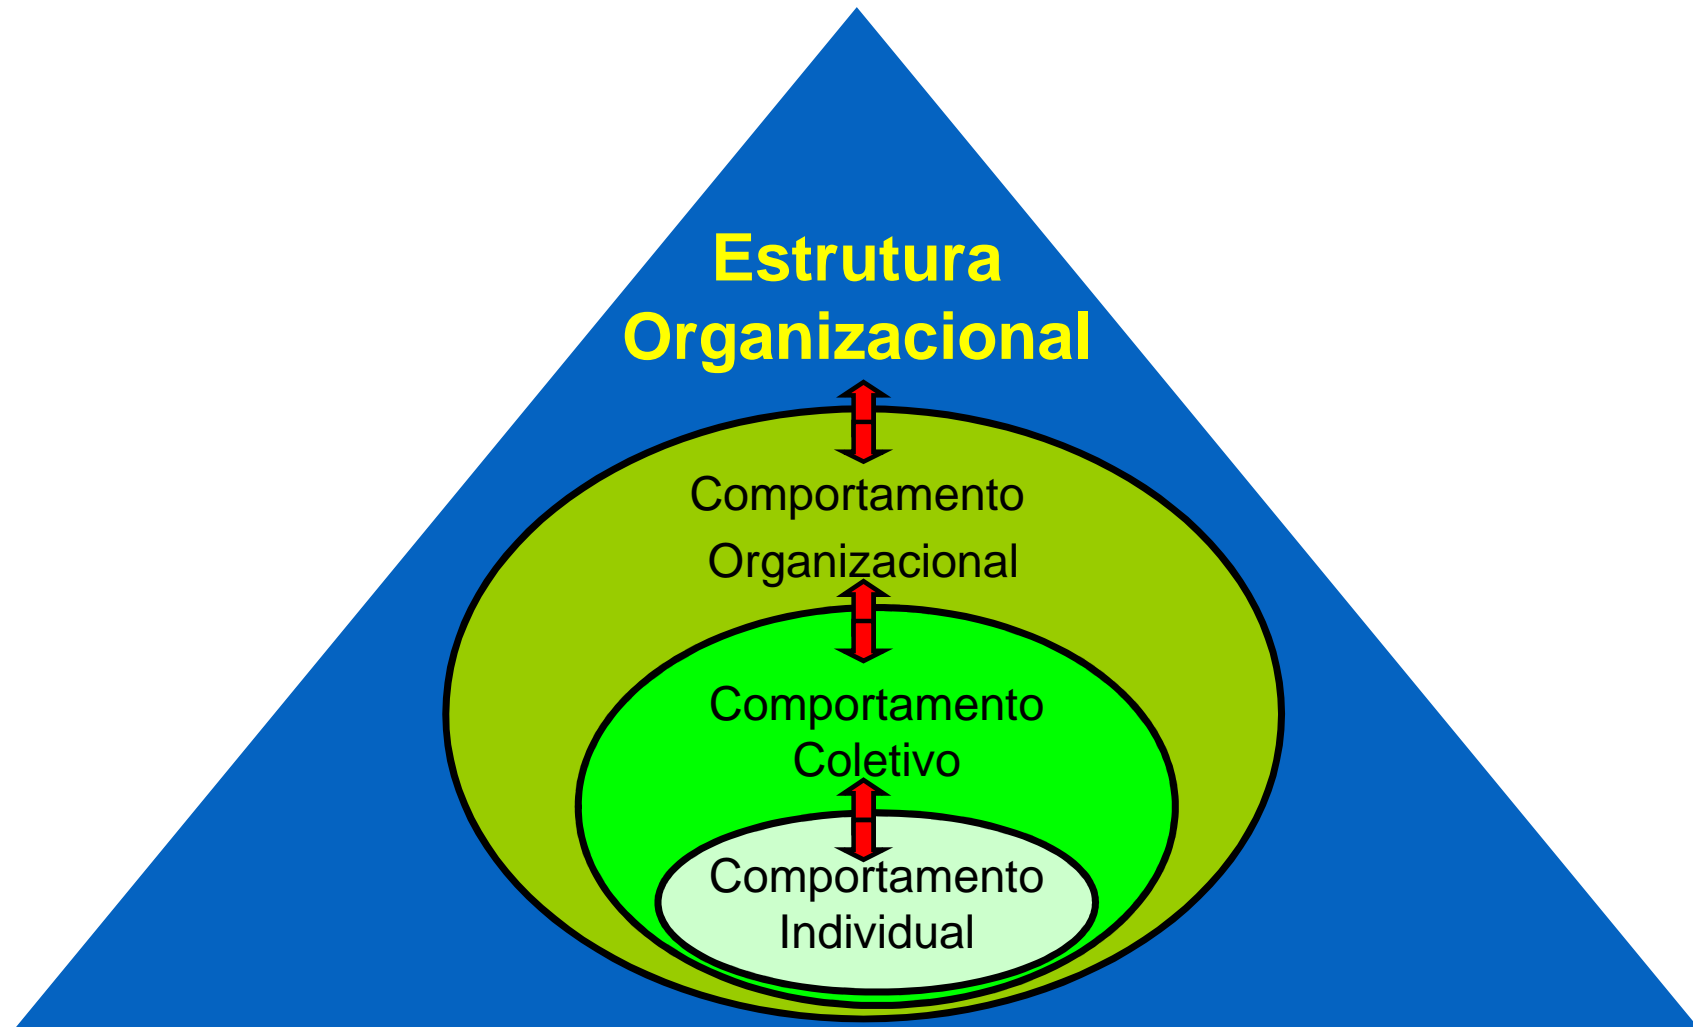 Estrutura
Organizacional
Comportamento
Organizacional
Comportamento
Coletivo
Comportamento
Individual